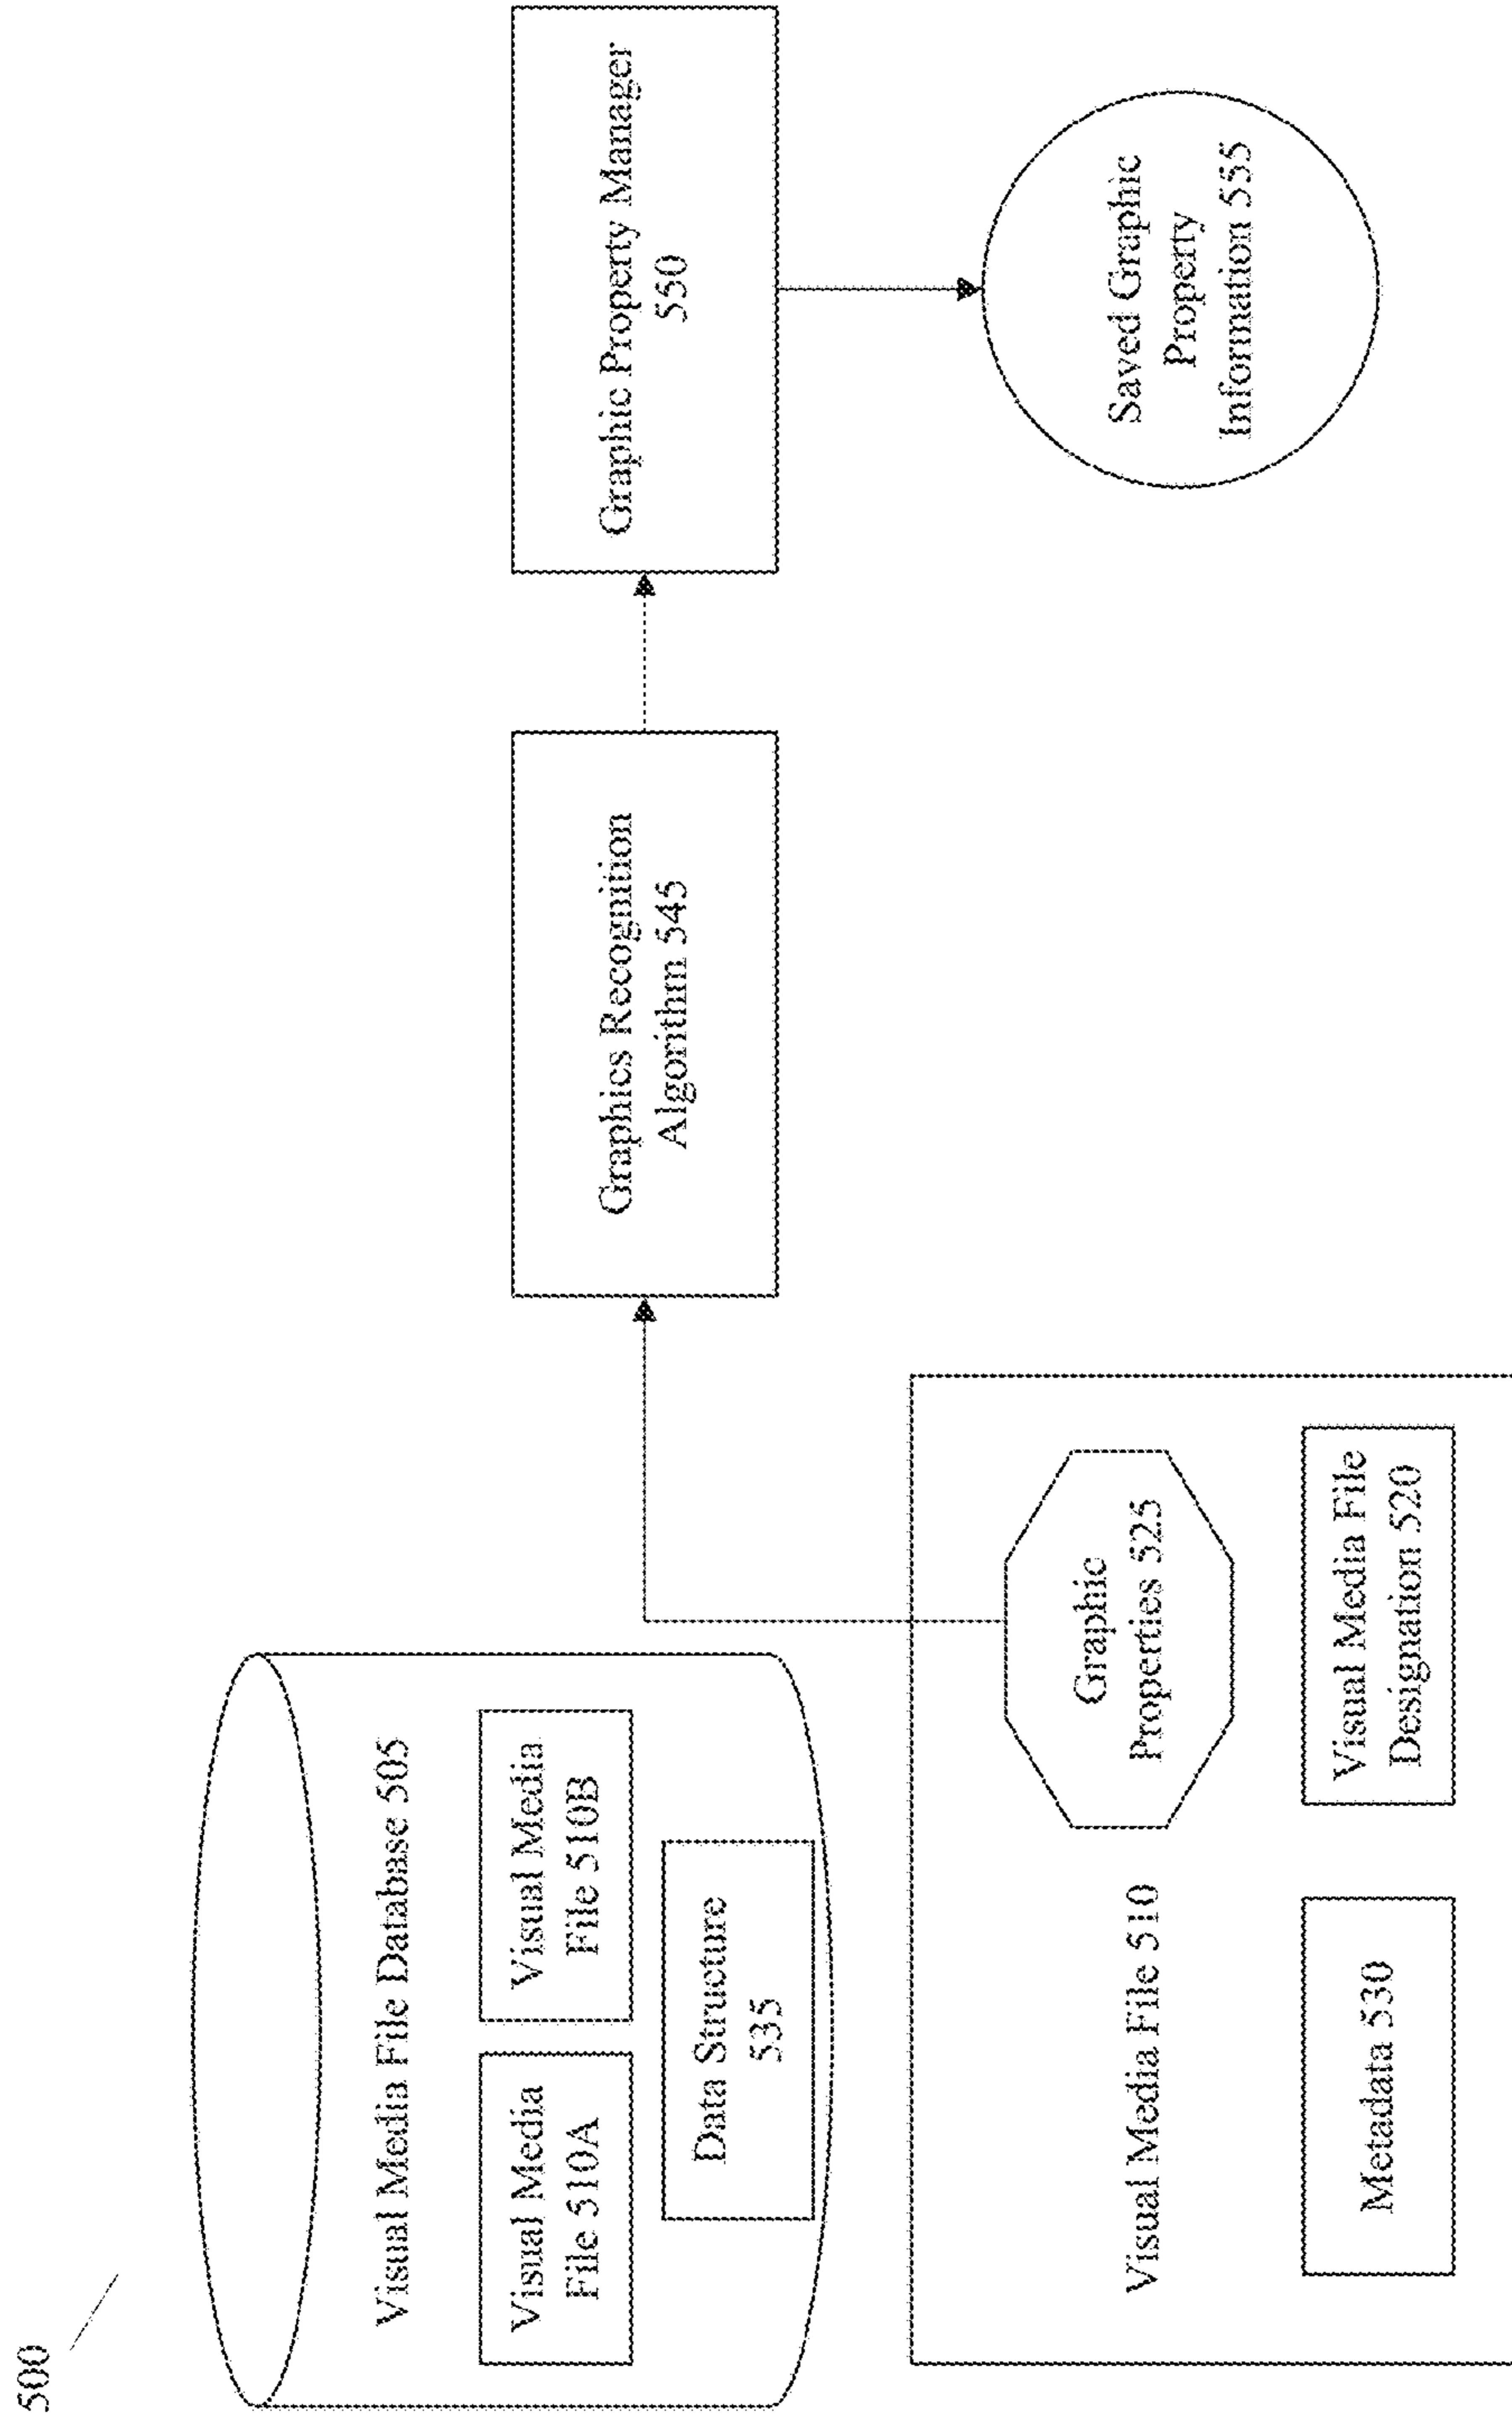 500
Visual Media File Database 505
Visual Media
File 510A
Visual Media
File 510B
Data Structure
535
Visual Media File 510
Graphic
Properties 525
Metadata 530
Visual Media File
Designation 520
Graphics Recognition
Algorithm 545
Graphic Property Manager
550
Saved Graphic
Property
Information 555